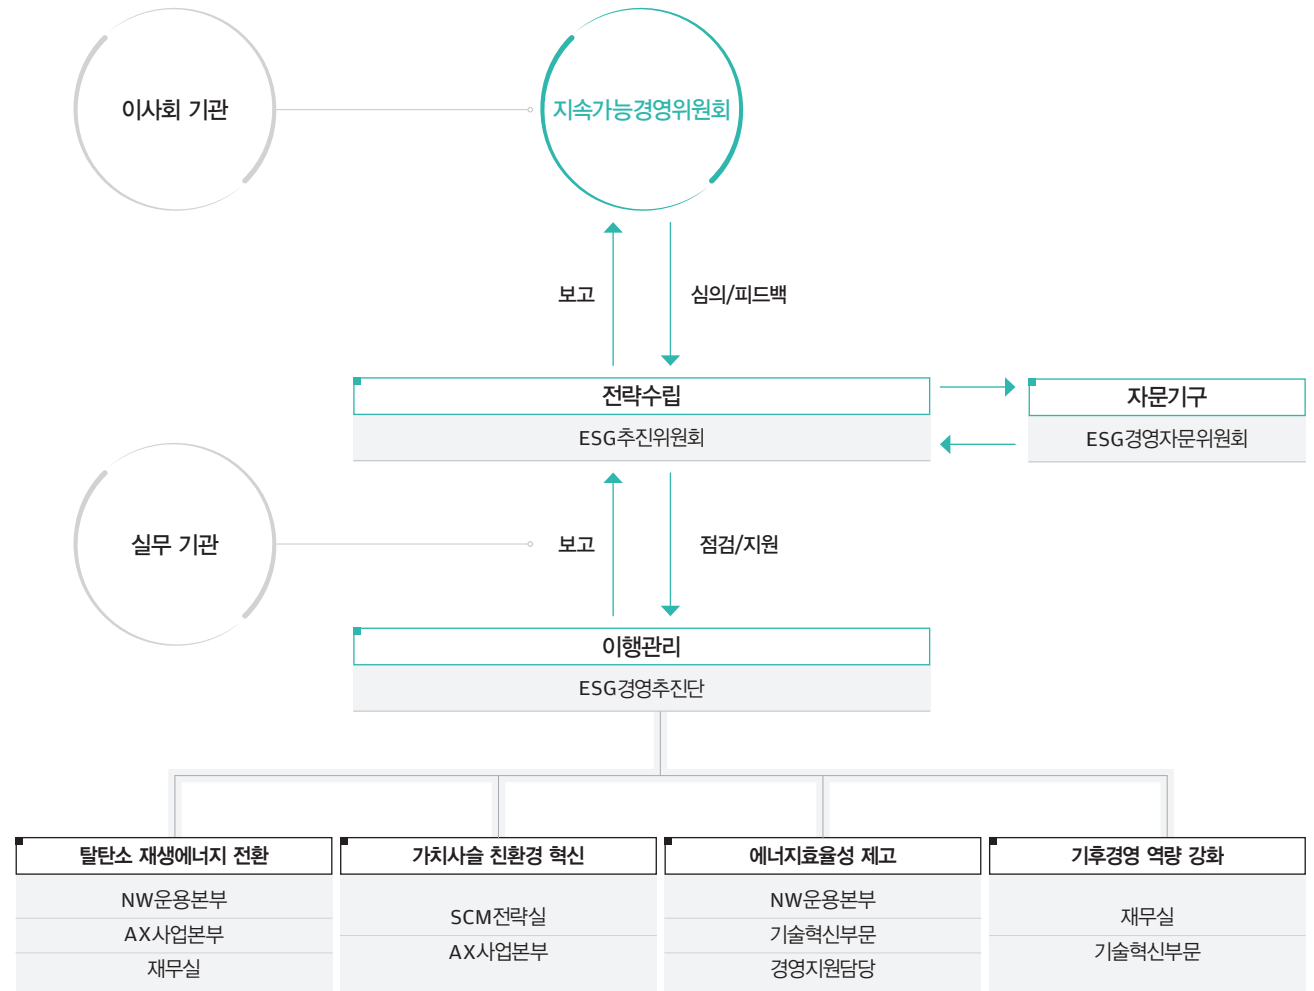 이사회 기관
지속가능경영위원회
보고
심의/피드백
전략수립
ESG추진위원회
자문기구
ESG경영자문위원회
실무 기관
보고
점검/지원
이행관리
ESG경영추진단
탈탄소 재생에너지 전환
NW운용본부
AX사업본부
재무실
가치사슬 친환경 혁신
SCM전략실
AX사업본부
에너지효율성 제고
NW운용본부
기술혁신부문
경영지원담당
기후경영 역량 강화
재무실
기술혁신부문